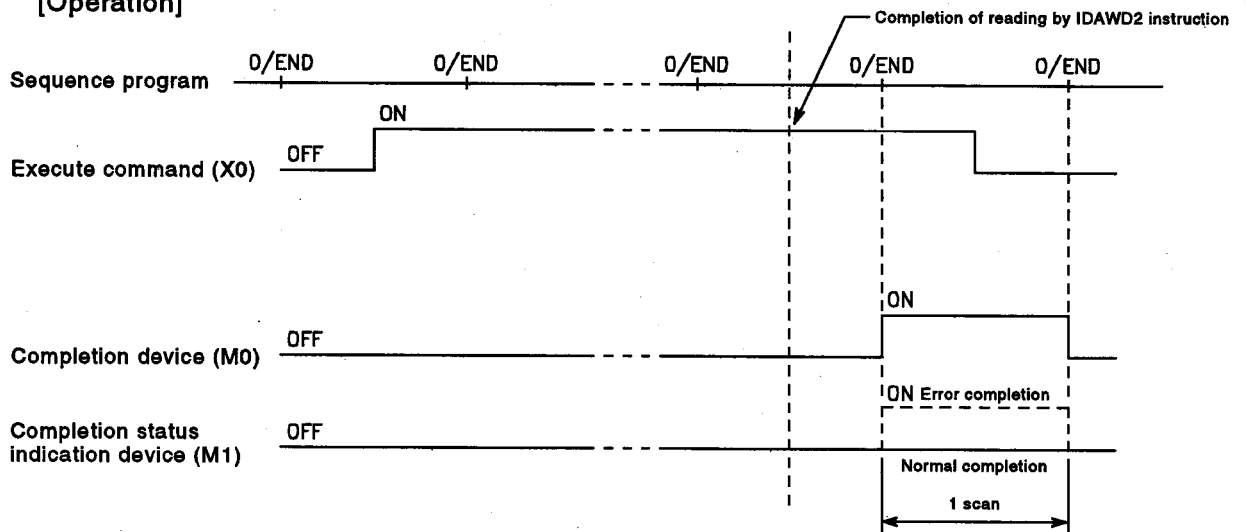 [Operation]
Completion of reading by IDAWD2 instruction
0/END 0/END 0/END 0/END 0/END
Sequence program
ON
OFF
Execute command (X0)
ON
OFF
Completion device (M0)
ON Error completion
OFF
Completion status
indication device (M1)
Normal completion
1 scan